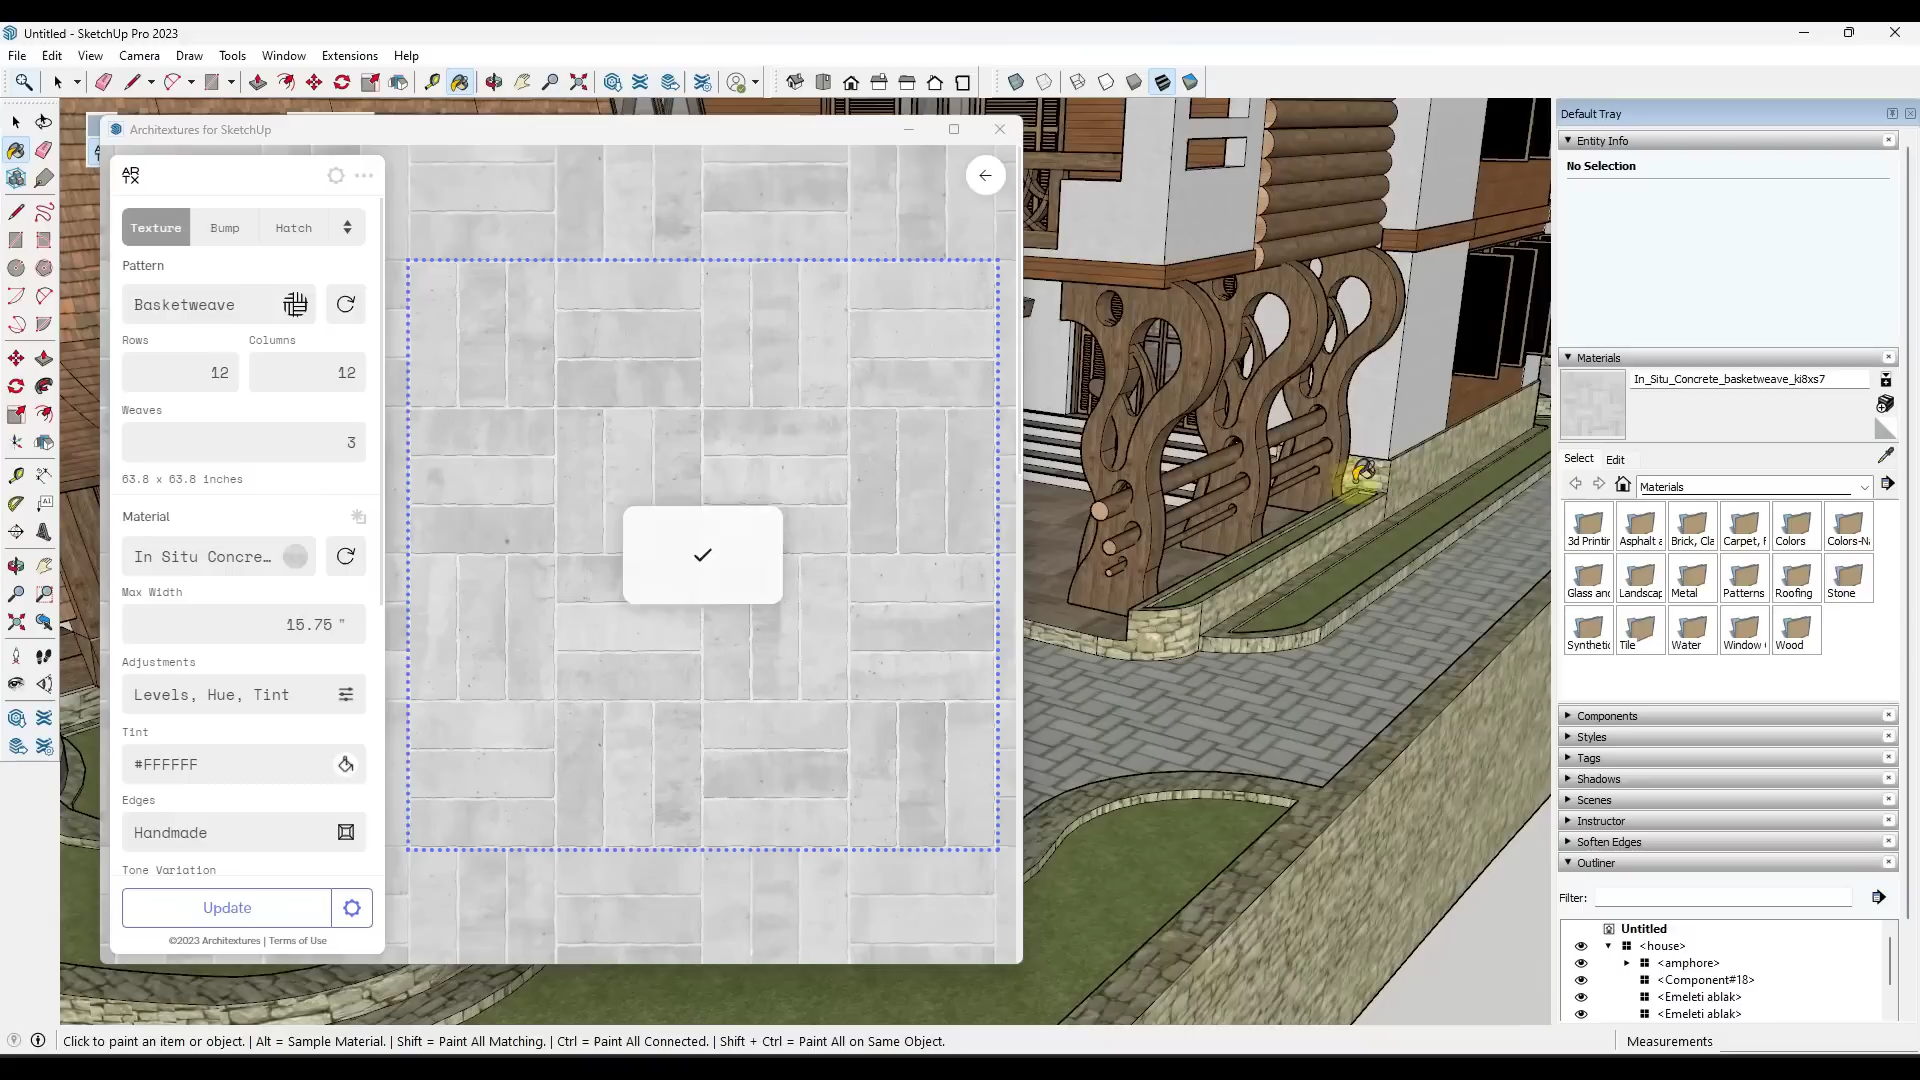 Untitled - SketchUp Pro 2023
File Edit View Camera Draw Tools Window Extensions Help
Default Tray
Entity Info
No Selection
Architextures for SketchUp
AR
TX
Texture Bump Hatch
Pattern
Basketweave
Rows Columns
12 12
Weaves
3
63.8 x 63.8 inches
Material
In Situ Concre...
Max Width
15.75 "
Adjustments
Levels, Hue, Tint
Tint
#FFFFFF
Edges
Handmade
Tone Variation
Update
©2023 Architextures | Terms of Use
Materials
In_Situ_Concrete_basketweave_ki8xs7
Select Edit
Materials
3d Printin Asphalt a Brick, Cla Carpet, F Colors Colors-Na
Glass and Landscap Metal Patterns Roofing Stone
Synthetic Tile Water Window Wood
Components
Styles
Tags
Shadows
Scenes
Instructor
Soften Edges
Outliner
Filter:
Untitled
<house>
<amphore>
<Component#18>
<Emeleti ablak>
<Emeleti ablak>
Click to paint an item or object. | Alt = Sample Material. | Shift = Paint All Matching. | Ctrl = Paint All Connected. | Shift + Ctrl = Paint All on Same Object.
Measurements